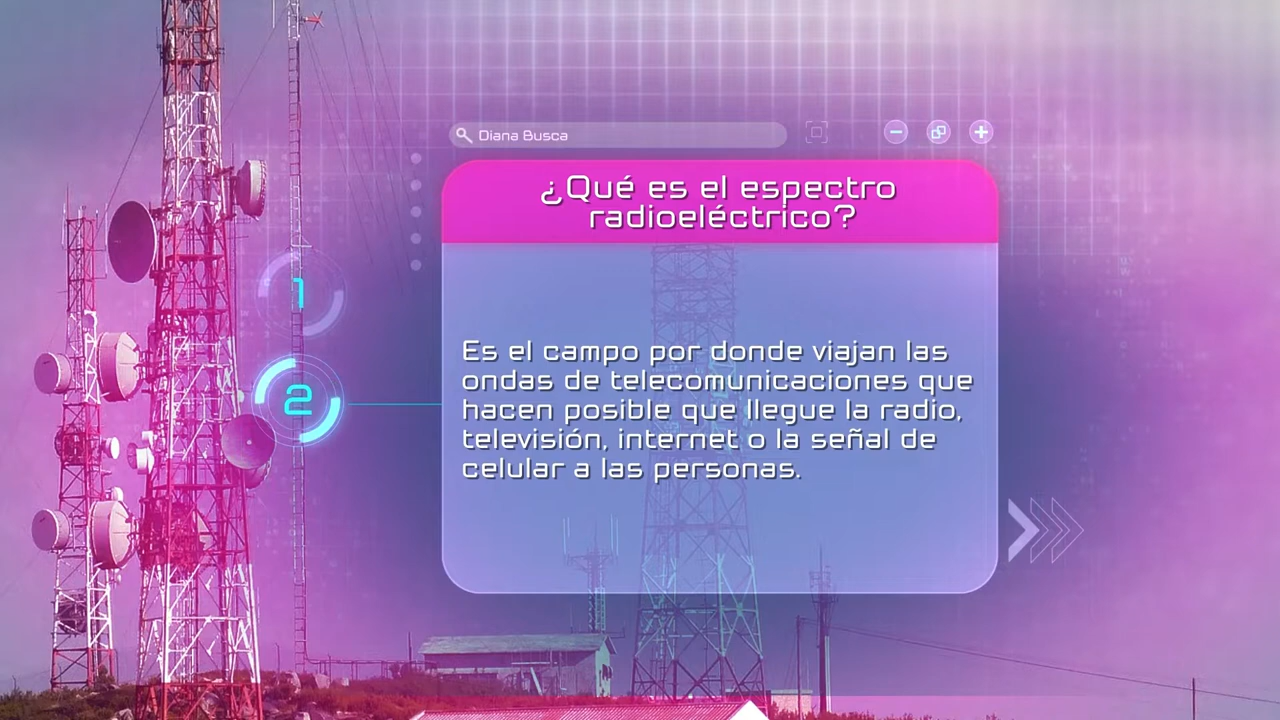 Diana Busca
¿Qué es el espectro
radioeléctrico?
1
2
Es el campo por donde viajan las
ondas de telecomunicaciones que
hacen posible que llegue la radio,
televisión, internet o la señal de
celular a las personas.